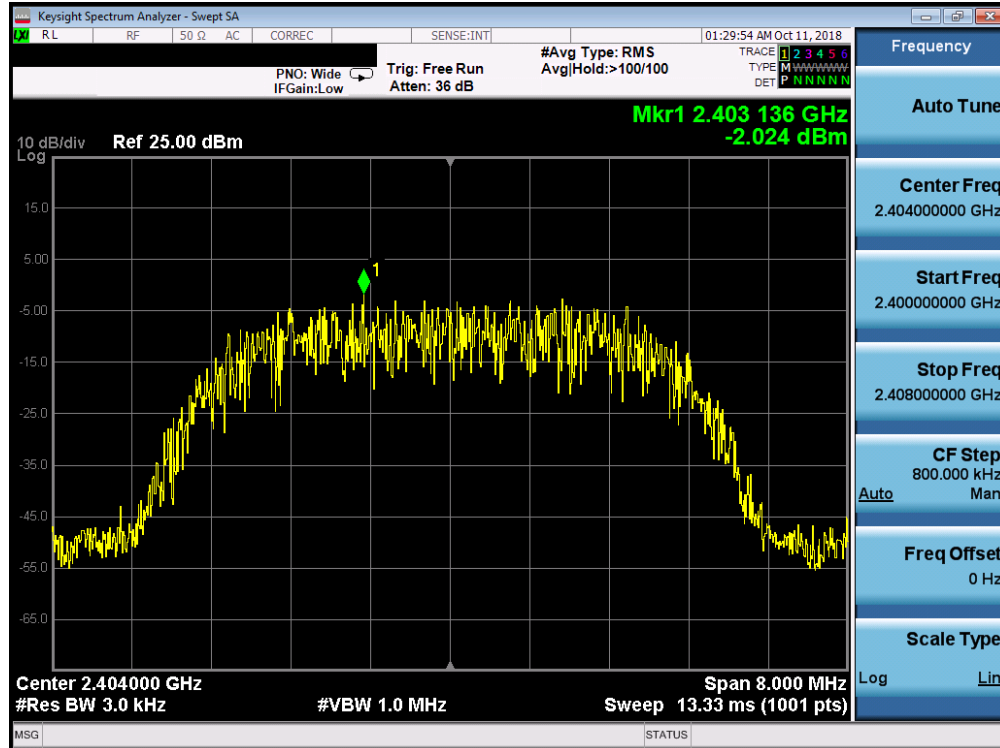 Keysight Spectrum Analyzer - Swept SA
LXI RL RF 50 Ω AC CORREC SENSE:INT 01:29:54 AM Oct 11, 2018
PNO: Wide
IFGain:Low
Trig: Free Run
Atten: 36 dB
#Avg Type: RMS
Avg|Hold:>100/100
TRACE 1 2 3 4 5 6
TYPE M WWWWW
DET P N N N N N
Mkr1 2.403 136 GHz
-2.024 dBm
10 dB/div Ref 25.00 dBm
Log
15.0
5.00
-5.00
-15.0
-25.0
-35.0
-45.0
-55.0
-65.0
1
Center 2.404000 GHz
#Res BW 3.0 kHz
#VBW 1.0 MHz
Span 8.000 MHz
Sweep 13.33 ms (1001 pts)
MSG
STATUS
Frequency
Auto Tune
Center Freq
2.404000000 GHz
Start Freq
2.400000000 GHz
Stop Freq
2.408000000 GHz
CF Step
800.000 kHz
Auto Man
Freq Offset
0 Hz
Scale Type
Log Lin